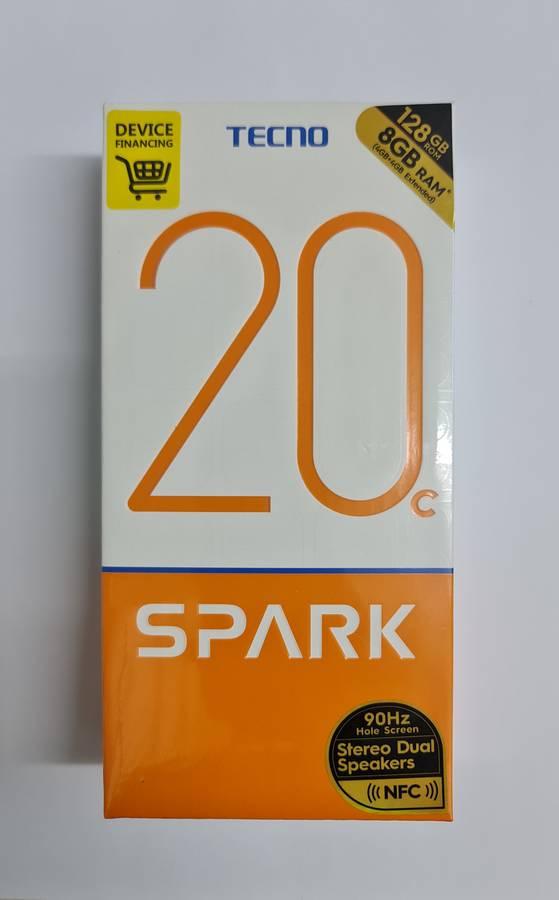 DEVICE
FINANCING
TECNO
128GB
ROM
8GB RAM*
(4GB+4GB Extended)
20
C
SPARK
90Hz
Hole Screen
Stereo Dual
Speakers
NFC